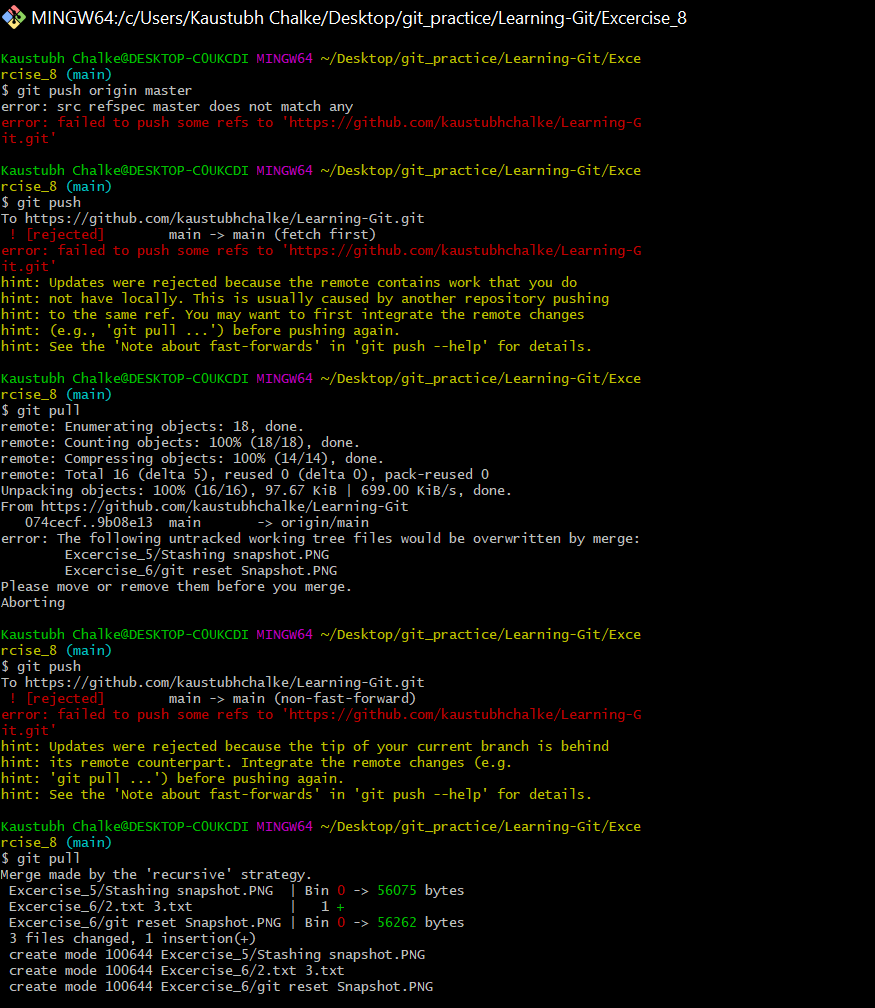 MINGW64:/c/Users/Kaustubh Chalke/Desktop/git_practice/Learning-Git/Excercise_8
Kaustubh Chalke@DESKTOP-C0UKCDI MINGW64 ~/Desktop/git_practice/Learning-Git/Exce
rcise_8 (main)
$ git push origin master
error: src refspec master does not match any
error: failed to push some refs to 'https://github.com/kaustubhchalke/Learning-G
it.git'
Kaustubh Chalke@DESKTOP-C0UKCDI MINGW64 ~/Desktop/git_practice/Learning-Git/Exce
rcise_8 (main)
$ git push
To https://github.com/kaustubhchalke/Learning-Git.git
 ! [rejected]        main -> main (fetch first)
error: failed to push some refs to 'https://github.com/kaustubhchalke/Learning-G
it.git'
hint: Updates were rejected because the remote contains work that you do
hint: not have locally. This is usually caused by another repository pushing
hint: to the same ref. You may want to first integrate the remote changes
hint: (e.g., 'git pull ...') before pushing again.
hint: See the 'Note about fast-forwards' in 'git push --help' for details.
Kaustubh Chalke@DESKTOP-C0UKCDI MINGW64 ~/Desktop/git_practice/Learning-Git/Exce
rcise_8 (main)
$ git pull
remote: Enumerating objects: 18, done.
remote: Counting objects: 100% (18/18), done.
remote: Compressing objects: 100% (14/14), done.
remote: Total 16 (delta 5), reused 0 (delta 0), pack-reused 0
Unpacking objects: 100% (16/16), 97.67 KiB | 699.00 KiB/s, done.
From https://github.com/kaustubhchalke/Learning-Git
   074cecf..9b08e13  main       -> origin/main
error: The following untracked working tree files would be overwritten by merge:
        Excercise_5/Stashing snapshot.PNG
        Excercise_6/git reset Snapshot.PNG
Please move or remove them before you merge.
Aborting
Kaustubh Chalke@DESKTOP-C0UKCDI MINGW64 ~/Desktop/git_practice/Learning-Git/Exce
rcise_8 (main)
$ git push
To https://github.com/kaustubhchalke/Learning-Git.git
 ! [rejected]        main -> main (non-fast-forward)
error: failed to push some refs to 'https://github.com/kaustubhchalke/Learning-G
it.git'
hint: Updates were rejected because the tip of your current branch is behind
hint: its remote counterpart. Integrate the remote changes (e.g.
hint: 'git pull ...') before pushing again.
hint: See the 'Note about fast-forwards' in 'git push --help' for details.
Kaustubh Chalke@DESKTOP-C0UKCDI MINGW64 ~/Desktop/git_practice/Learning-Git/Exce
rcise_8 (main)
$ git pull
Merge made by the 'recursive' strategy.
 Excercise_5/Stashing snapshot.PNG  | Bin 0 -> 56075 bytes
 Excercise_6/2.txt 3.txt            |   1 +
 Excercise_6/git reset Snapshot.PNG | Bin 0 -> 56262 bytes
 3 files changed, 1 insertion(+)
 create mode 100644 Excercise_5/Stashing snapshot.PNG
 create mode 100644 Excercise_6/2.txt 3.txt
 create mode 100644 Excercise_6/git reset Snapshot.PNG